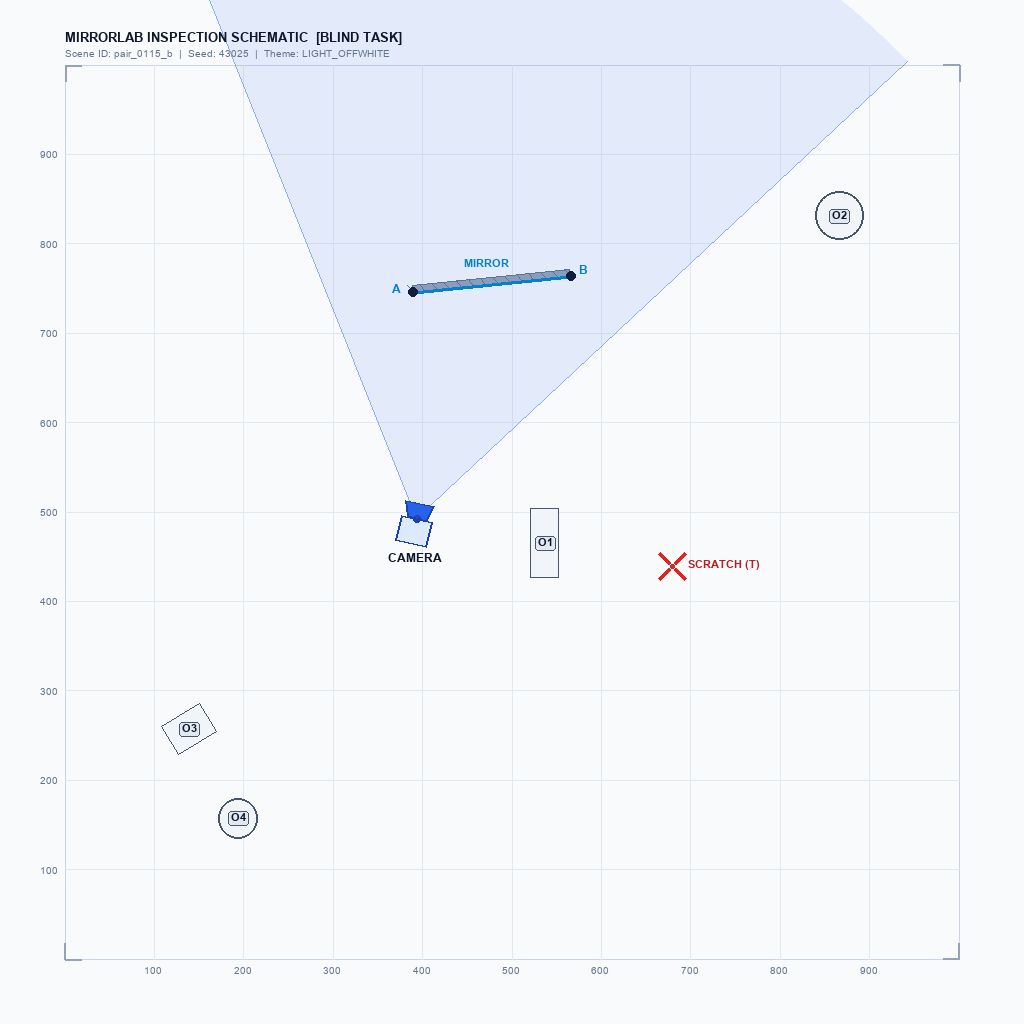 MIRRORLAB INSPECTION SCHEMATIC [BLIND TASK]
Scene ID: pair_0115_b | Seed: 43025 | Theme: LIGHT_OFFWHITE
900
O2
800
MIRROR
B
A
700
600
500
O1
CAMERA
SCRATCH (T)
400
300
O3
200
O4
100
100 200 300 400 500 600 700 800 900